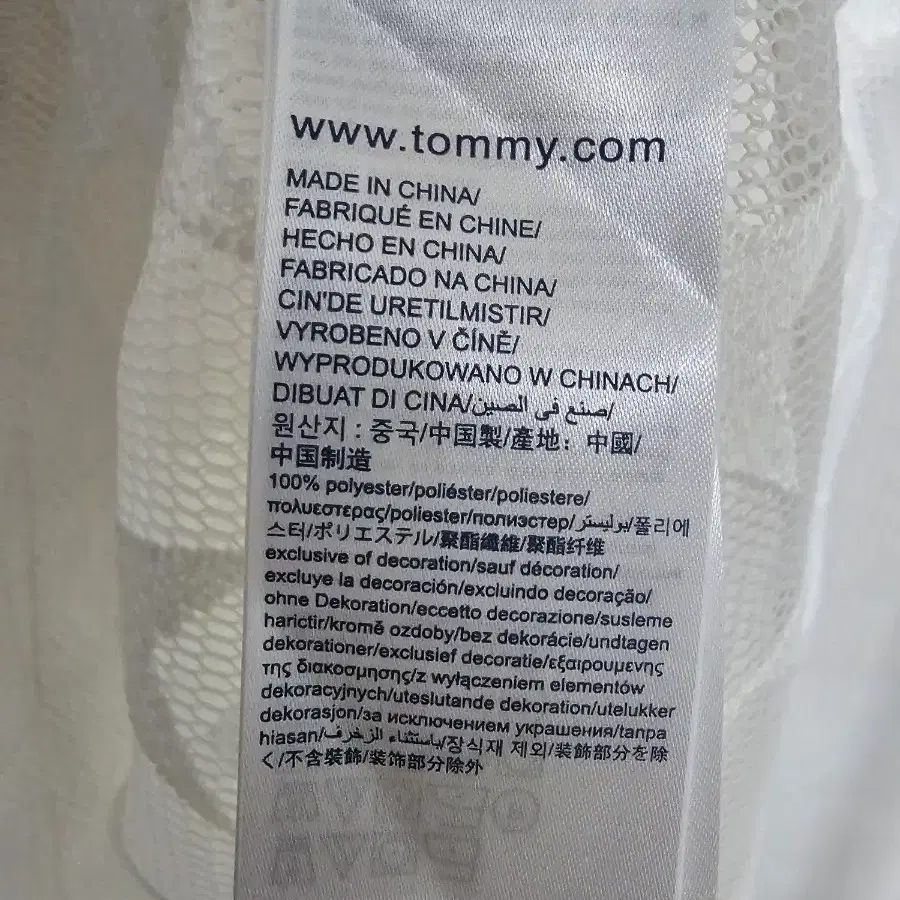 www.tommy.com
MADE IN CHINA/
FABRIQUÉ EN CHINE/
HECHO EN CHINA/
FABRICADO NA CHINA/
CIN'DE URETILMISTIR/
VYROBENO V ČÍNĚ/
WYPRODUKOWANO W CHINACH/
DIBUAT DI CINA/صنع في الصين/
원산지 : 중국/中国製/產地：中國/
中国制造
100% polyester/poliéster/poliestere/
πολυεστερας/poliester/полиэстер/بوليستر/폴리에
스터/ポリエステル/聚酯纖維/聚酯纤维
exclusive of decoration/sauf décoration/
excluye la decoración/excluindo decoração/
ohne Dekoration/eccetto decorazione/susleme
harictir/kromě ozdoby/bez dekorácie/undtagen
dekorationer/exclusief decoratie/εξαιρουμενης
της διακοσμησης/z wyłączeniem elementów
dekoracyjnych/uteslutande dekoration/utelukker
dekorasjon/за исключением украшения/tanpa
hiasan/باستثناء الزخرف/장식재 제외/装飾部分を除
く/不含裝飾/装饰部分除外